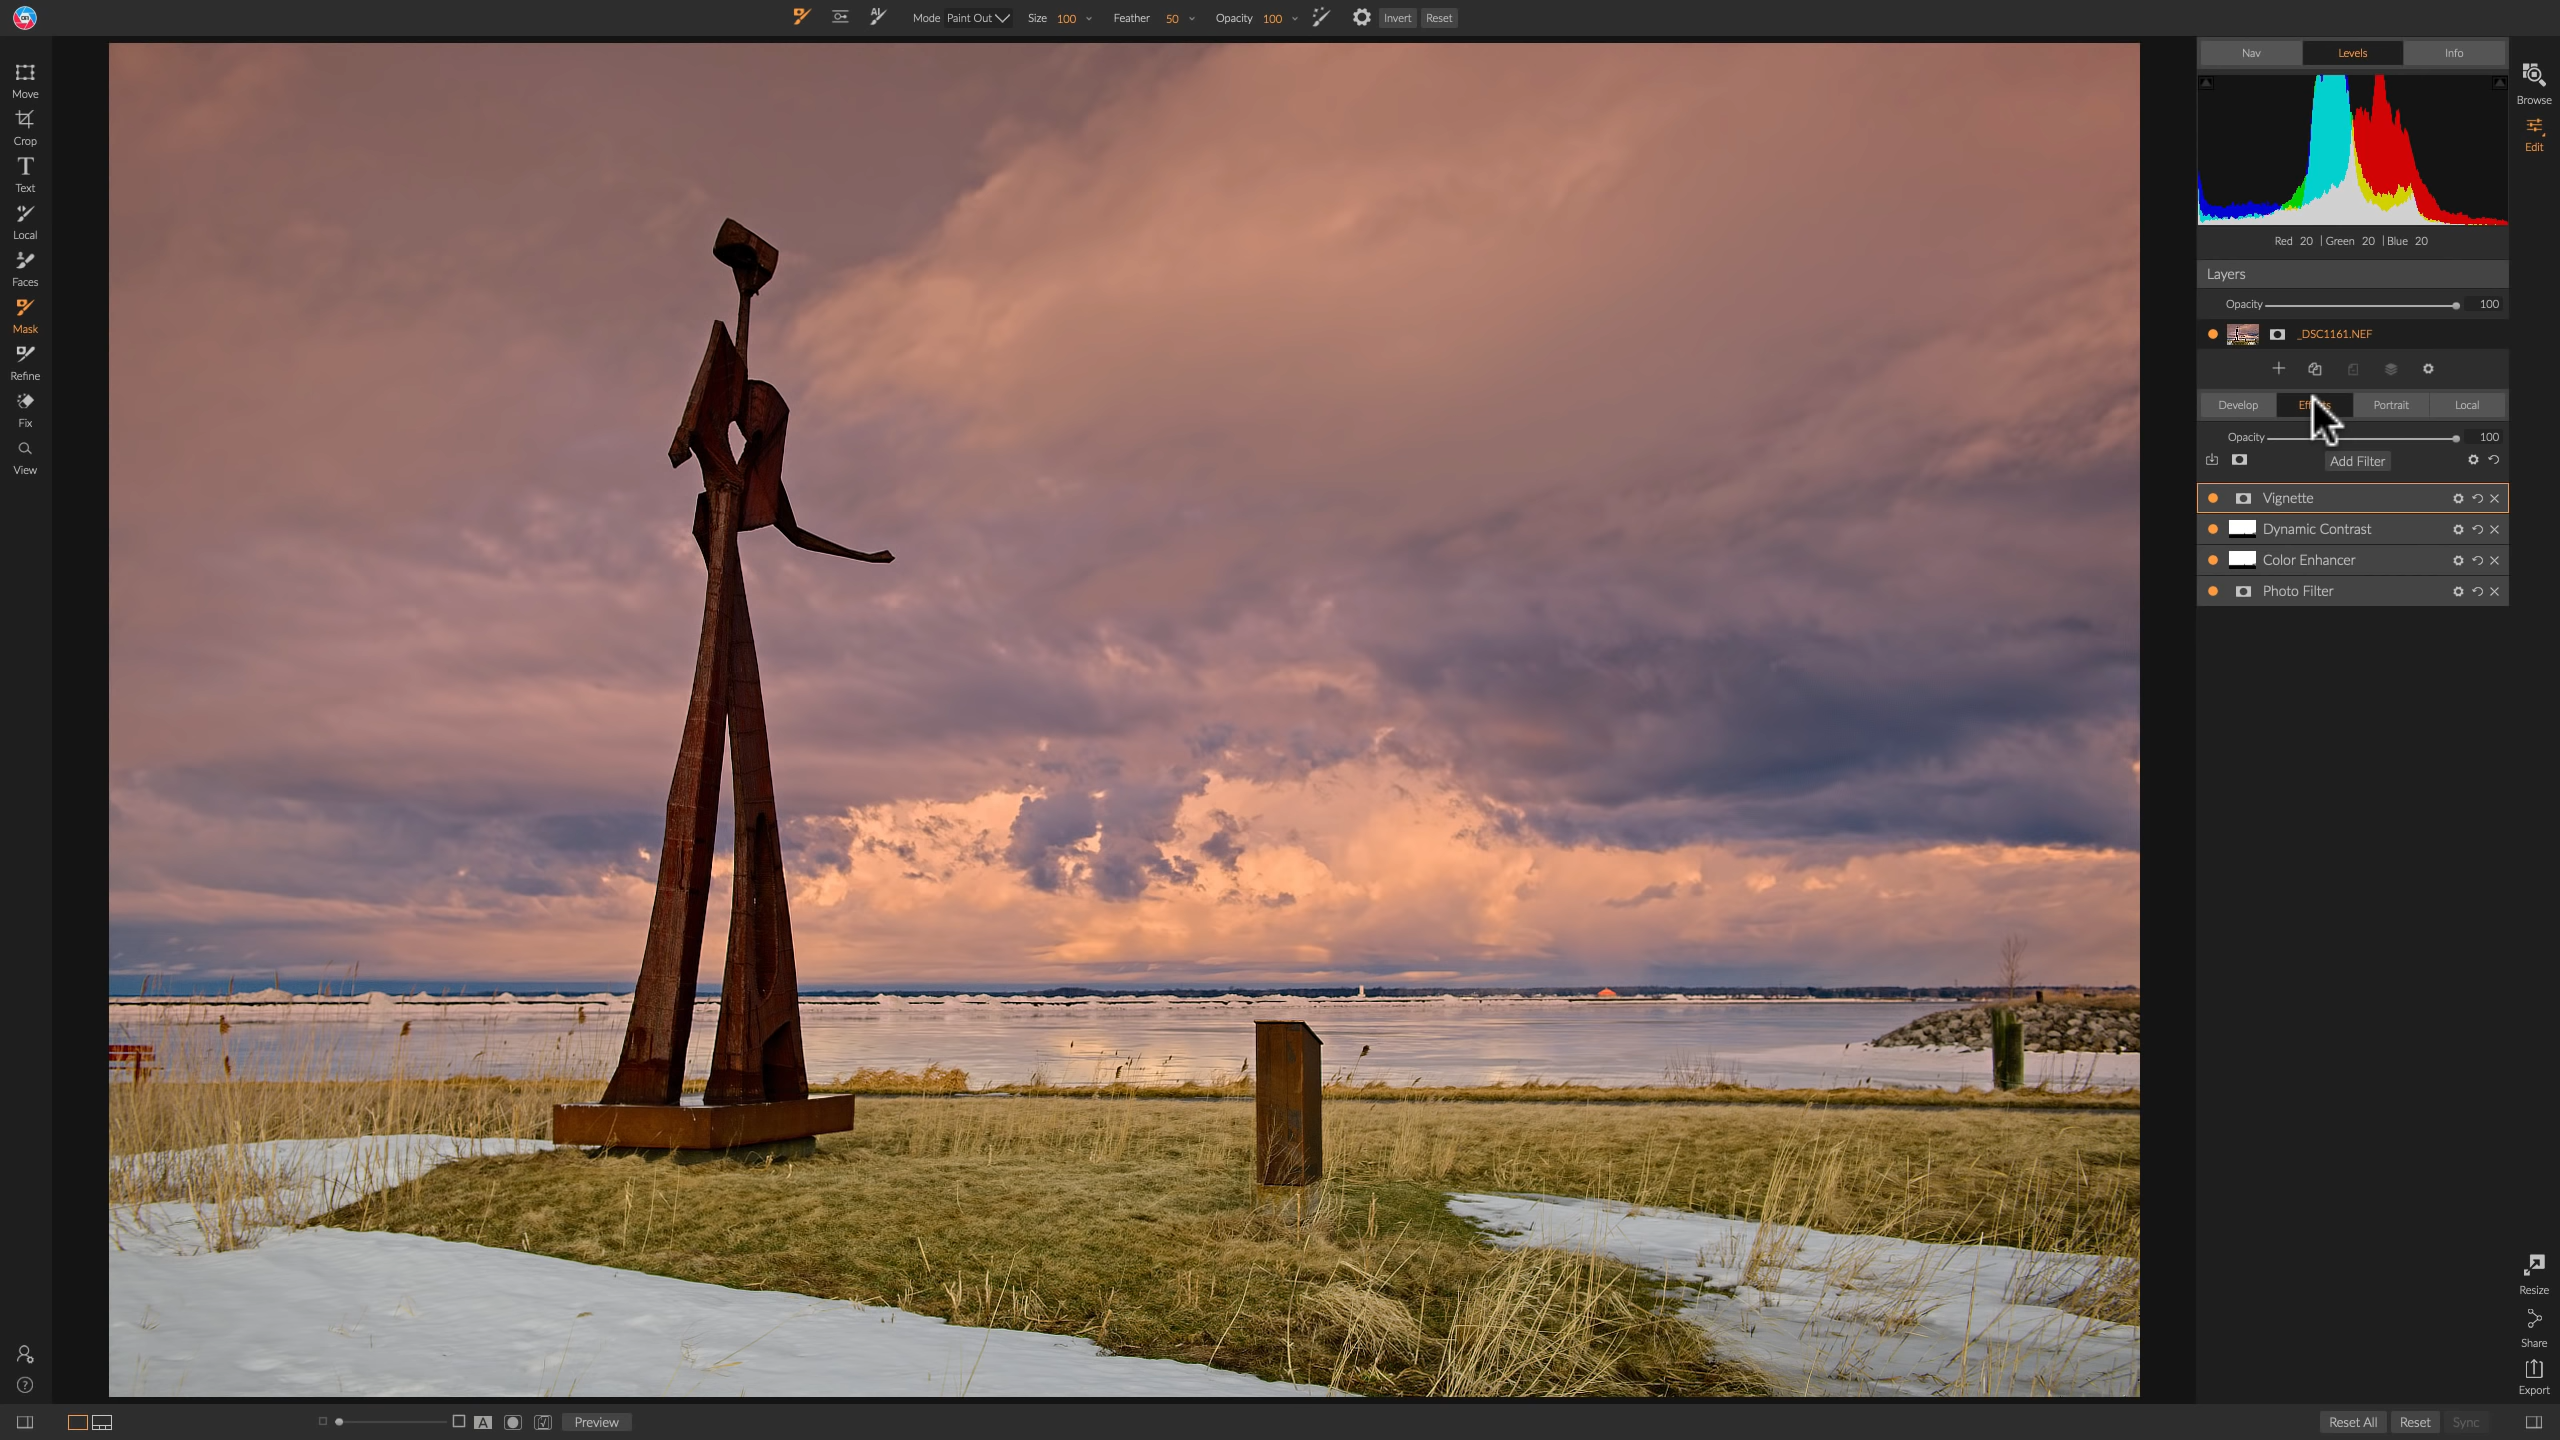 Mode Paint Out Size 100 Feather 50 Opacity 100 Invert Reset
Move
Crop
Text
Local
Faces
Mask
Refine
Fix
View
Nav Levels Info
Red 20 | Green 20 | Blue 20
Layers
Opacity 100
_DSC1161.NEF
Develop Effects Portrait Local
Opacity 100
Add Filter
Vignette
Dynamic Contrast
Color Enhancer
Photo Filter
Browse
Edit
Resize
Share
Export
A Preview Reset All Reset Sync